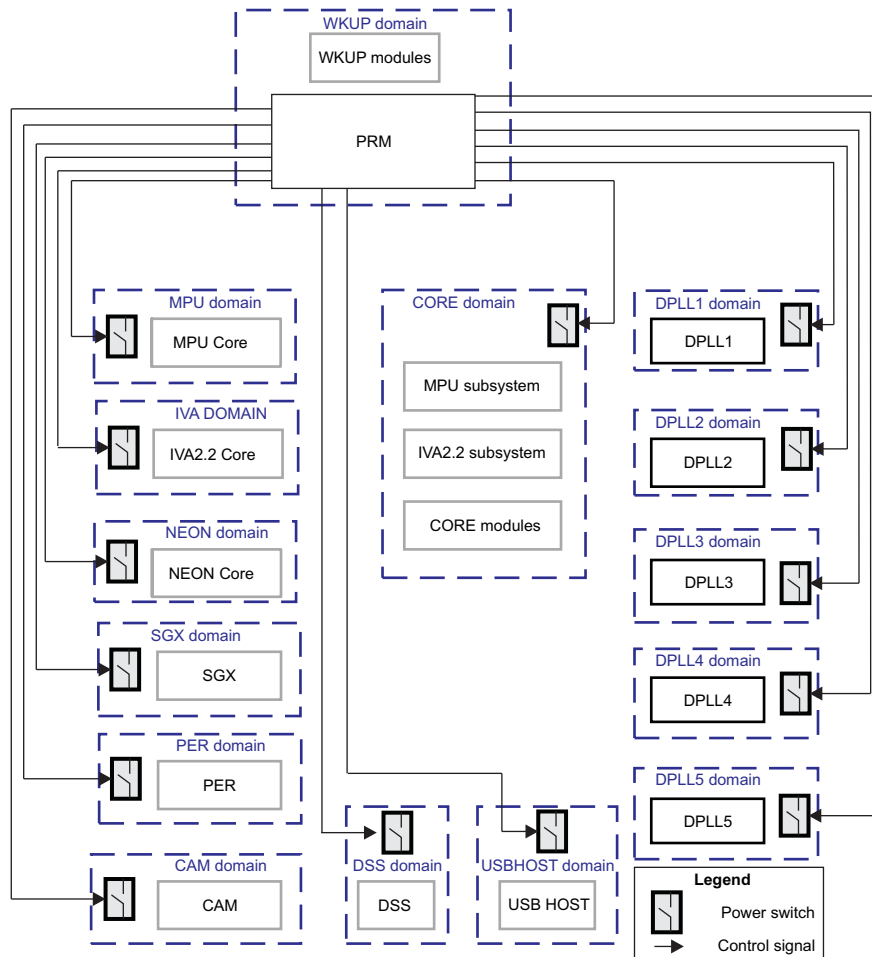 WKUP domain
WKUP modules
PRM
MPU domain
MPU Core
IVA DOMAIN
IVA2.2 Core
NEON domain
NEON Core
SGX domain
SGX
PER domain
PER
CAM domain
CAM
CORE domain
MPU subsystem
IVA2.2 subsystem
CORE modules
DSS domain
DSS
USBHOST domain
USB HOST
DPLL1 domain
DPLL1
DPLL2 domain
DPLL2
DPLL3 domain
DPLL3
DPLL4 domain
DPLL4
DPLL5 domain
DPLL5
Legend
Power switch
Control signal